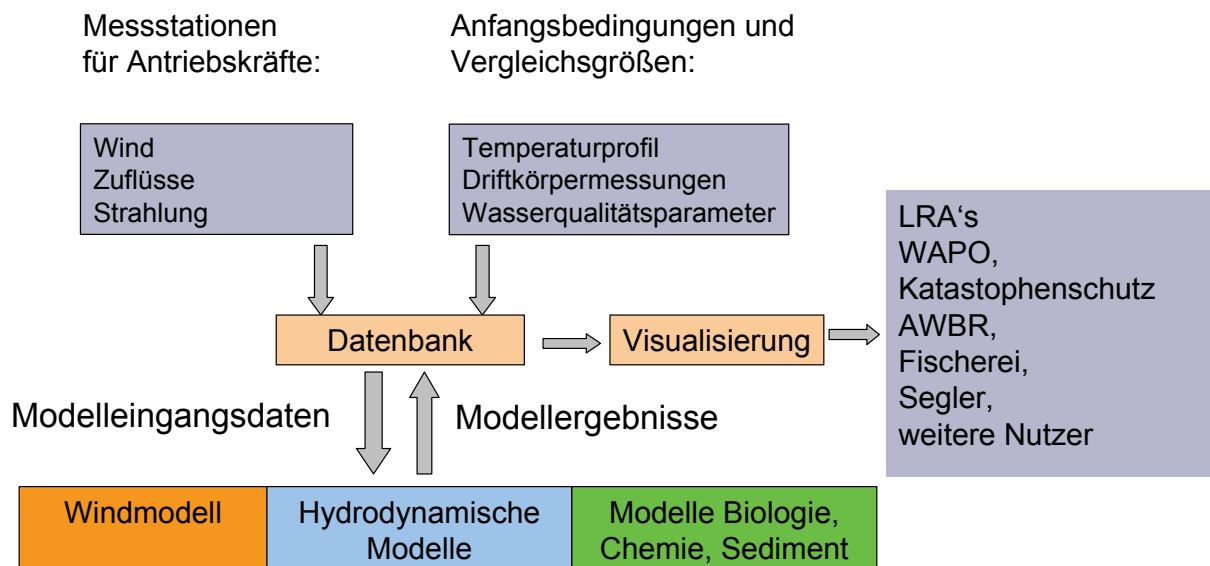 Messstationen
für Antriebskräfte:
Anfangsbedingungen und
Vergleichsgrößen:
Wind
Zuflüsse
Strahlung
Temperaturprofil
Driftkörpermessungen
Wasserqualitätsparameter
LRA‘s
WAPO,
Katastophenschutz
AWBR,
Fischerei,
Segler,
weitere Nutzer
Datenbank
Visualisierung
Modelleingangsdaten
Modellergebnisse
Windmodell
Hydrodynamische
Modelle
Modelle Biologie,
Chemie, Sediment